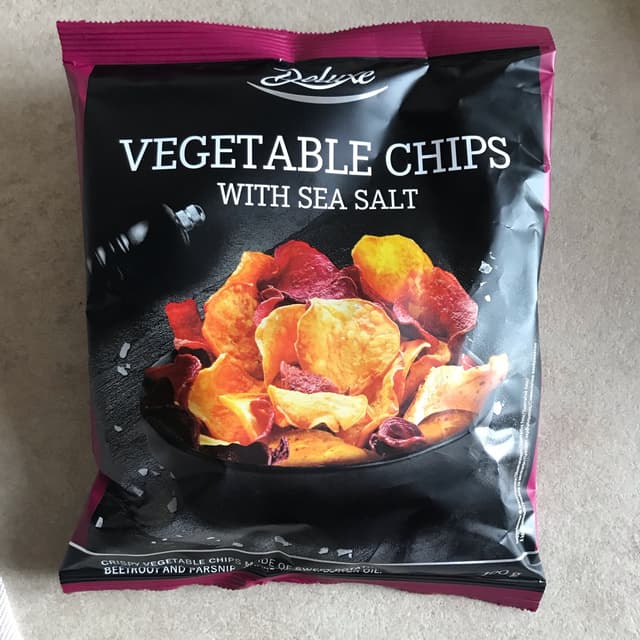 Deluxe
VEGETABLE CHIPS
WITH SEA SALT
CRISPY VEGETABLE CHIPS
BEETROOT AND PARSNIP